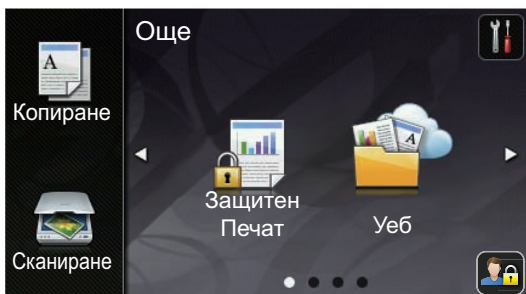 Още
Копиране
Защитен
Печат
Уеб
Сканиране